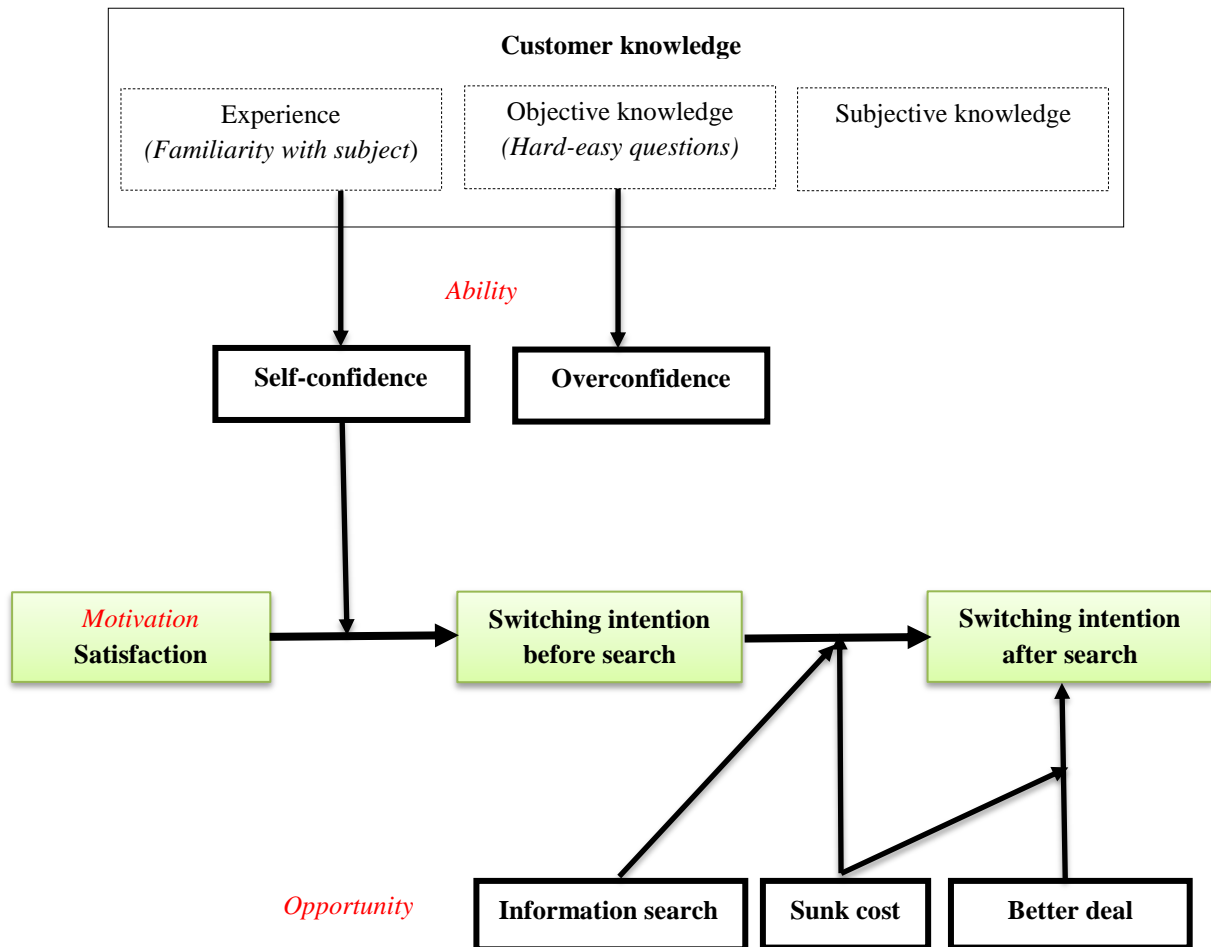 Customer knowledge
Experience
(Familiarity with subject)
Objective knowledge
(Hard-easy questions)
Subjective knowledge
Ability
Self-confidence
Overconfidence
Motivation
Satisfaction
Switching intention
before search
Switching intention
after search
Opportunity
Information search
Sunk cost
Better deal